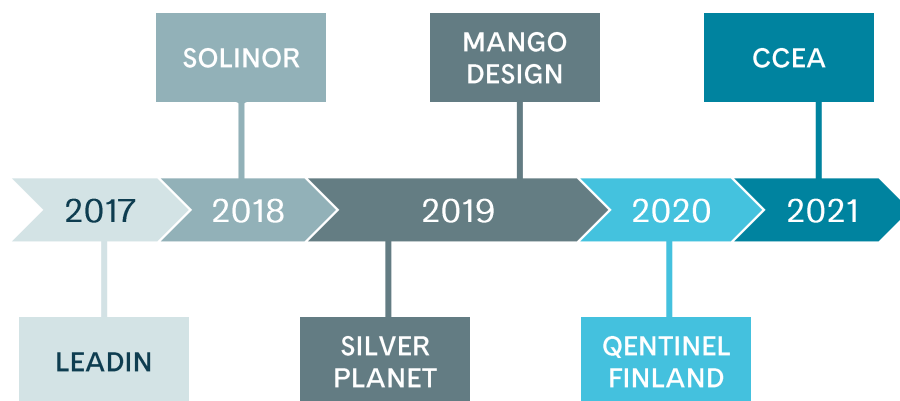 SOLINOR
MANGO
DESIGN
CCEA
2017
2018
2019
2020
2021
LEADIN
SILVER
PLANET
QENTINEL
FINLAND